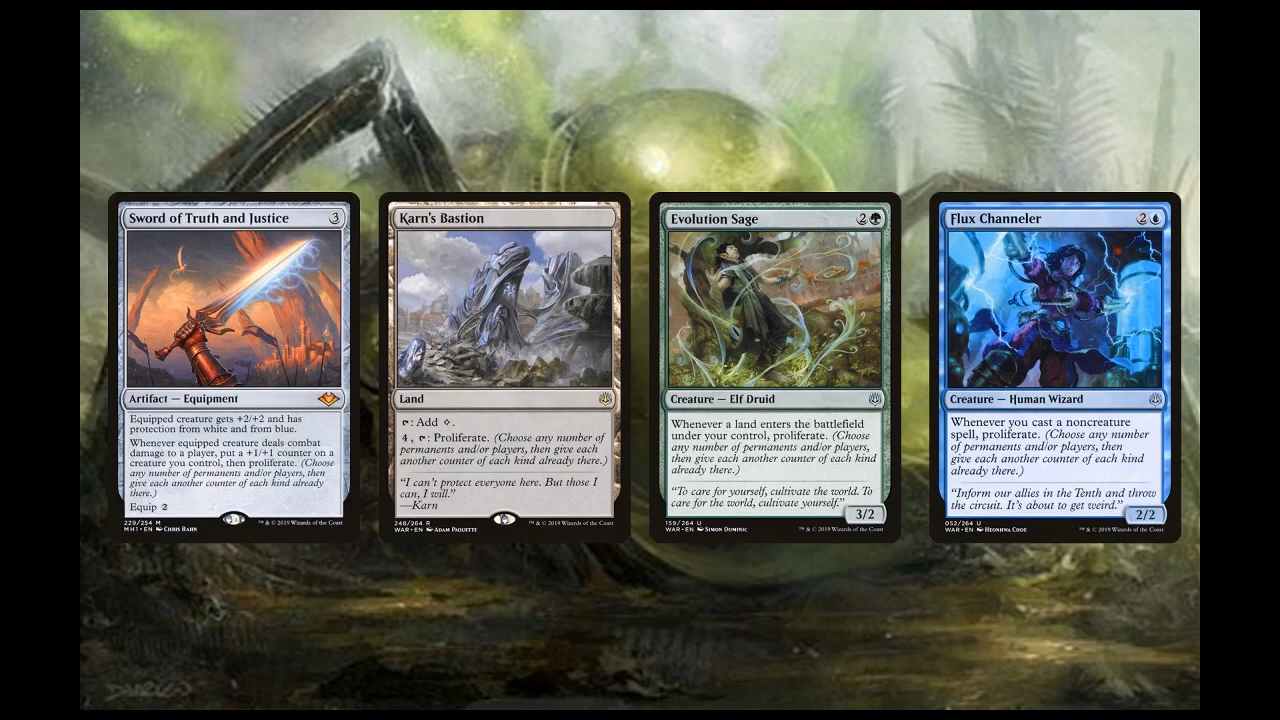 Sword of Truth and Justice 3
Artifact — Equipment
Equipped creature gets +2/+2 and has
protection from white and from blue.
Whenever equipped creature deals combat
damage to a player, put a +1/+1 counter on a
creature you control, then proliferate. (Choose
any number of permanents and/or players, then
give each another counter of each kind already
there.)
Equip 2
229/254 M
MH1 • EN CHRIS RAHN
™ & © 2019 Wizards of the Coast
Karn's Bastion
Land
: Add .
4, : Proliferate. (Choose any number of
permanents and/or players, then give each
another counter of each kind already there.)
“I can't protect everyone here. But those I
can, I will.”
—Karn
248/264 R
WAR • EN ADAM PAQUETTE
™ & © 2019 Wizards of the Coast
Evolution Sage 2
Creature — Elf Druid
Whenever a land enters the battlefield
under your control, proliferate. (Choose
any number of permanents and/or players,
then give each another counter of each kind
already there.)
“To care for yourself, cultivate the world. To
care for the world, cultivate yourself.”
3/2
159/264 U
WAR • EN SIMON DOMINIC
™ & © 2019 Wizards of the Coast
Flux Channeler 2
Creature — Human Wizard
Whenever you cast a noncreature
spell, proliferate. (Choose any number
of permanents and/or players, then
give each another counter of each kind
already there.)
“Inform our allies in the Tenth and throw
the circuit. It's about to get weird.”
2/2
052/264 U
WAR • EN HEONHWA CHOE
™ & © 2019 Wizards of the Coast